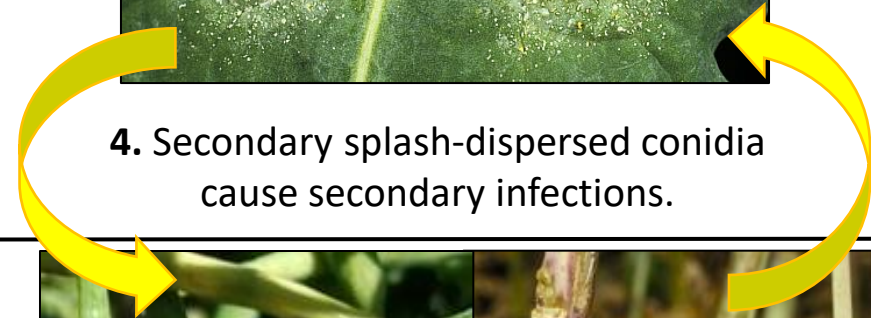 4. Secondary splash-dispersed conidia
cause secondary infections.